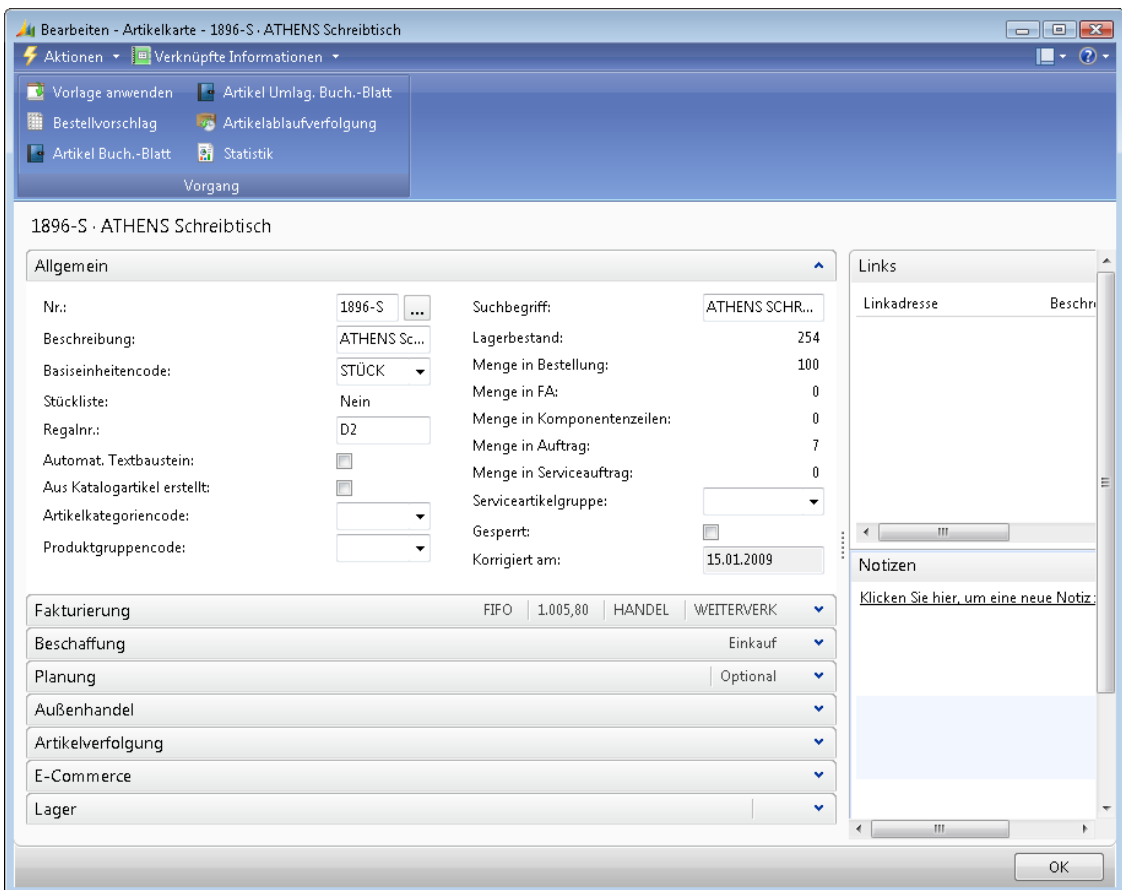 Bearbeiten - Artikelkarte - 1896-S · ATHENS Schreibtisch
Aktionen Verknüpfte Informationen
Vorlage anwenden Artikel Umlag. Buch.-Blatt
Bestellvorschlag Artikelablaufverfolgung
Artikel Buch.-Blatt Statistik
Vorgang
1896-S · ATHENS Schreibtisch
Allgemein
Nr.: 1896-S ...
Beschreibung: ATHENS Sc...
Basiseinheitencode: STÜCK
Stückliste: Nein
Regalnr.: D2
Automat. Textbaustein:
Aus Katalogartikel erstellt:
Artikelkategoriencode:
Produktgruppencode:
Suchbegriff: ATHENS SCHR...
Lagerbestand: 254
Menge in Bestellung: 100
Menge in FA: 0
Menge in Komponentenzeilen: 0
Menge in Auftrag: 7
Menge in Serviceauftrag: 0
Serviceartikelgruppe:
Gesperrt:
Korrigiert am: 15.01.2009
Fakturierung FIFO 1.005,80 HANDEL WEITERVERK
Beschaffung Einkauf
Planung Optional
Außenhandel
Artikelverfolgung
E-Commerce
Lager
Links
Linkadresse Beschr
Notizen
Klicken Sie hier, um eine neue Notiz
OK